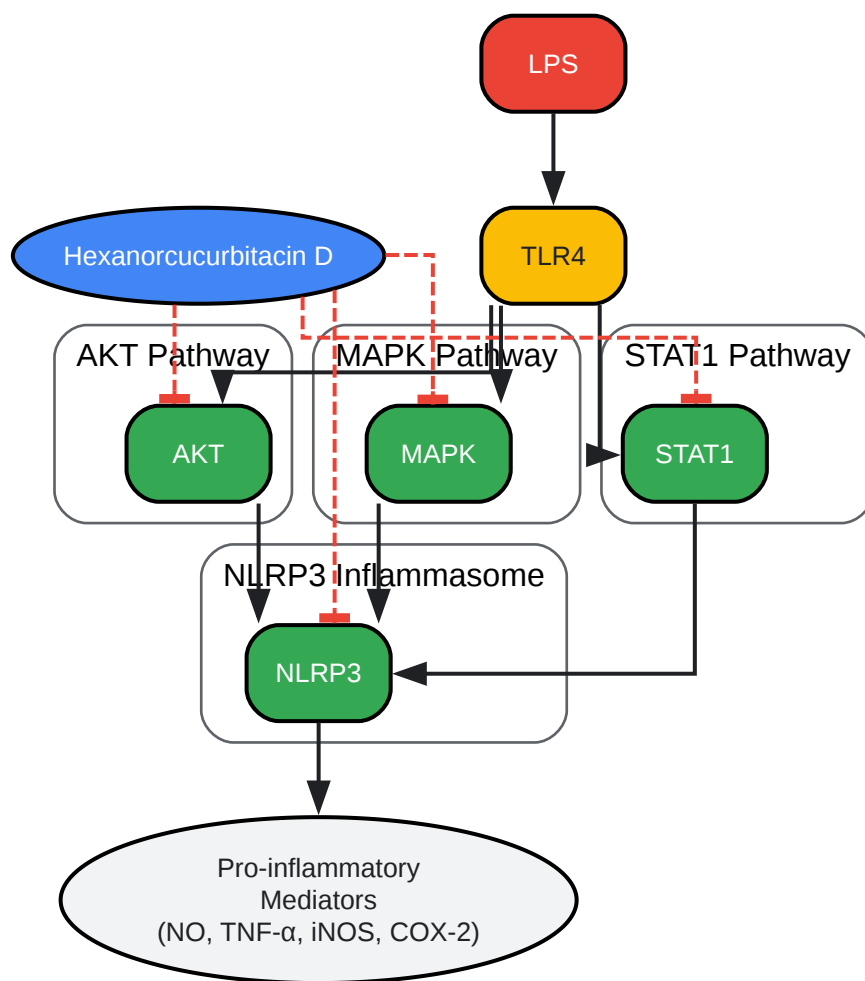 LPS
Hexanorcucurbitacin D
TLR4
AKT Pathway
MAPK Pathway
STAT1 Pathway
AKT
MAPK
STAT1
NLRP3 Inflammasome
NLRP3
Pro-inflammatory
Mediators
(NO, TNF-α, iNOS, COX-2)